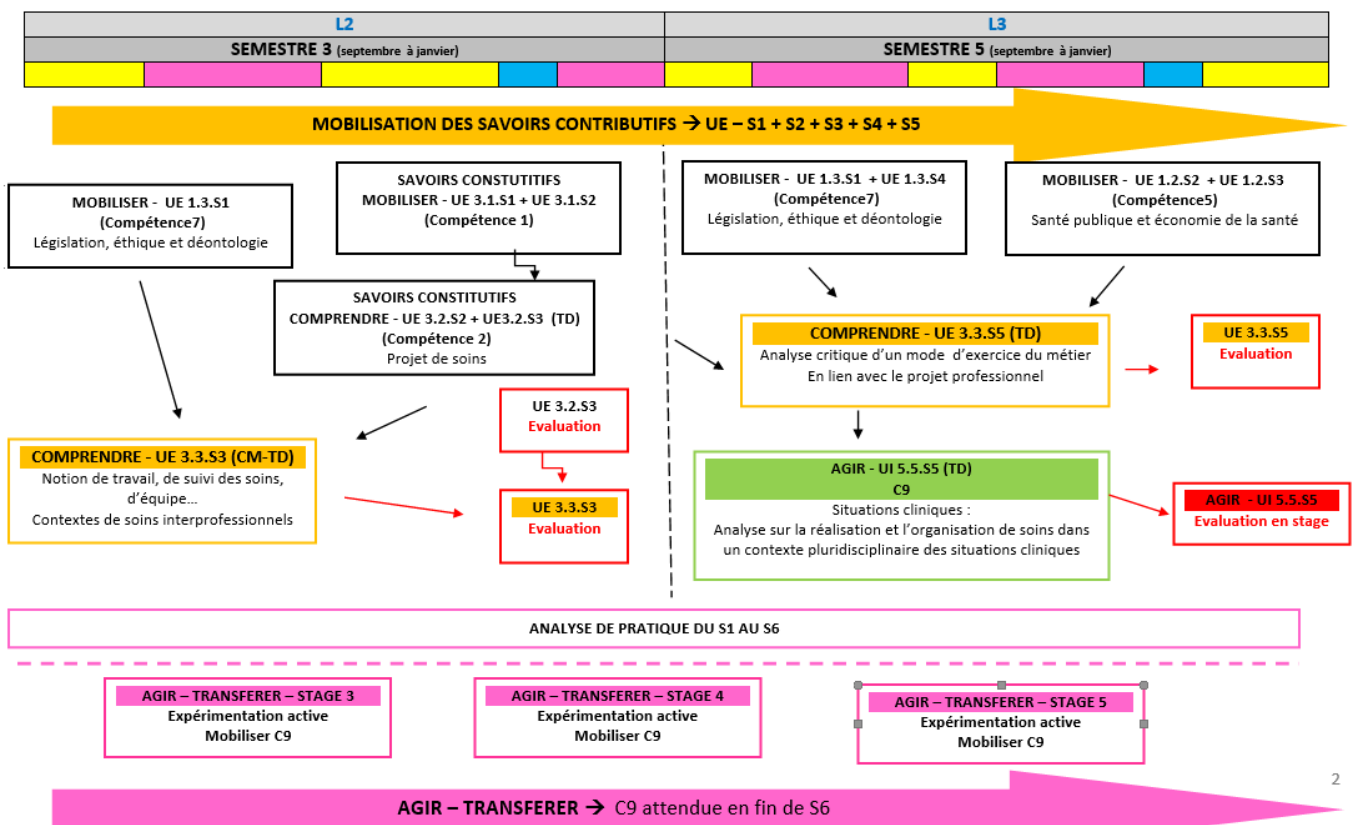 L2
L3
SEMESTRE 3 (septembre à janvier)
SEMESTRE 5 (septembre à janvier)
MOBILISATION DES SAVOIRS CONTRIBUTIFS → UE – S1 + S2 + S3 + S4 + S5
MOBILISER - UE 1.3.S1
(Compétence7)
Législation, éthique et déontologie
SAVOIRS CONSTUTITIFS
MOBILISER - UE 3.1.S1 + UE 3.1.S2
(Compétence 1)
MOBILISER - UE 1.3.S1 + UE 1.3.S4
(Compétence7)
Législation, éthique et déontologie
MOBILISER - UE 1.2.S2 + UE 1.2.S3
(Compétence5)
Santé publique et économie de la santé
SAVOIRS CONSTITUTIFS
COMPRENDRE - UE 3.2.S2 + UE3.2.S3 (TD)
(Compétence 2)
Projet de soins
COMPRENDRE - UE 3.3.S5 (TD)
Analyse critique d'un mode d'exercice du métier
En lien avec le projet professionnel
UE 3.3.S5
Evaluation
UE 3.2.S3
Evaluation
COMPRENDRE - UE 3.3.S3 (CM-TD)
Notion de travail, de suivi des soins,
d'équipe…
Contextes de soins interprofessionnels
UE 3.3.S3
Evaluation
AGIR - UI 5.5.S5 (TD)
C9
Situations cliniques :
Analyse sur la réalisation et l'organisation de soins dans
un contexte pluridisciplinaire des situations cliniques
AGIR - UI 5.5.S5
Evaluation en stage
ANALYSE DE PRATIQUE DU S1 AU S6
AGIR – TRANSFERER – STAGE 3
Expérimentation active
Mobiliser C9
AGIR – TRANSFERER – STAGE 4
Expérimentation active
Mobiliser C9
AGIR – TRANSFERER – STAGE 5
Expérimentation active
Mobiliser C9
2
AGIR – TRANSFERER → C9 attendue en fin de S6